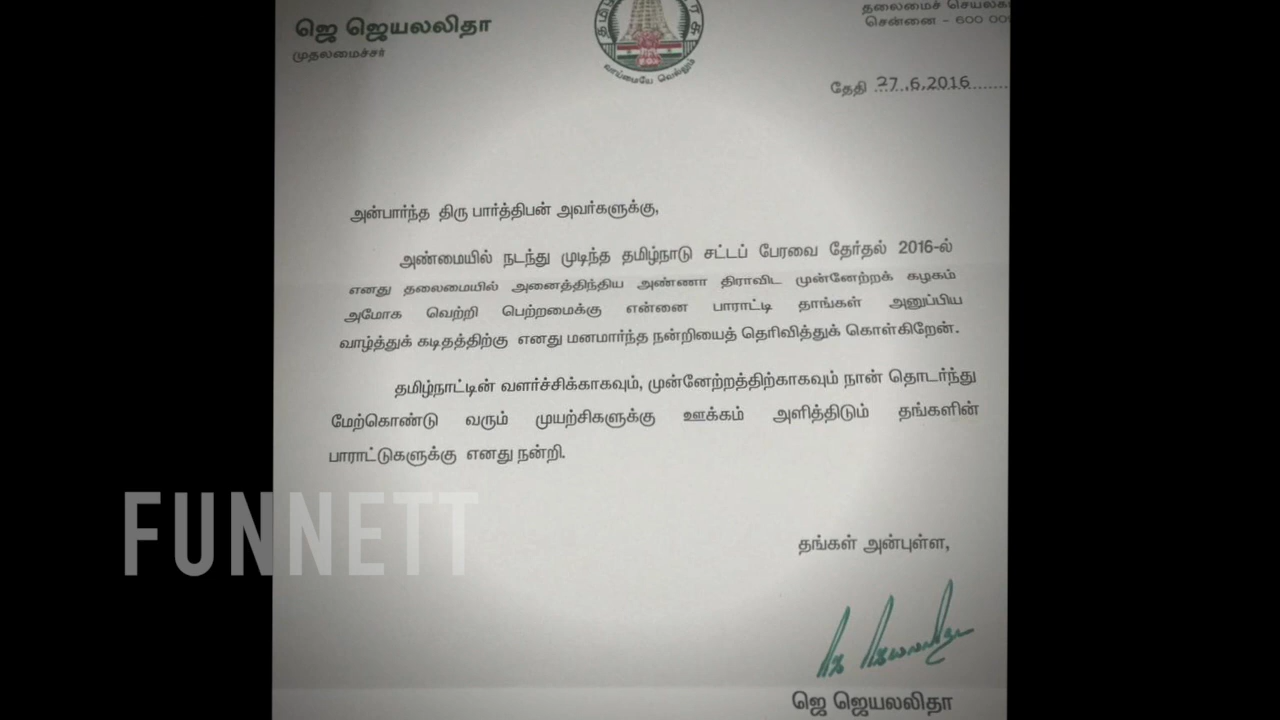 ஜெ ஜெயலலிதா
முதலமைச்சர்
வாய்மையே வெல்லும்
சென்னை - 600 00
தேதி 27.6.2016
அன்பார்ந்த திரு பார்த்திபன் அவர்களுக்கு,
அண்மையில் நடந்து முடிந்த தமிழ்நாடு சட்டப் பேரவை தேர்தல் 2016-ல்
எனது தலைமையில் அனைத்திந்திய அண்ணா திராவிட முன்னேற்றக் கழகம்
அமோக வெற்றி பெற்றமைக்கு என்னை பாராட்டி தாங்கள் அனுப்பிய
வாழ்த்துக் கடிதத்திற்கு எனது மனமார்ந்த நன்றியைத் தெரிவித்துக் கொள்கிறேன்.
தமிழ்நாட்டின் வளர்ச்சிக்காகவும், முன்னேற்றத்திற்காகவும் நான் தொடர்ந்து
மேற்கொண்டு வரும் முயற்சிகளுக்கு ஊக்கம் அளித்திடும் தங்களின்
பாராட்டுகளுக்கு எனது நன்றி.
FUNNETT
தங்கள் அன்புள்ள,
ஜெ ஜெயலலிதா
ஜெ ஜெயலலிதா